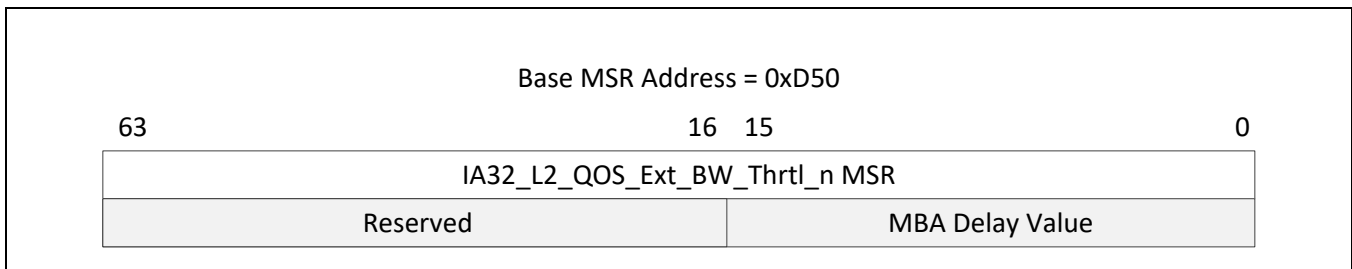 Base MSR Address = 0xD50
63 16 15 0
IA32_L2_QOS_Ext_BW_Thrtl_n MSR
Reserved MBA Delay Value